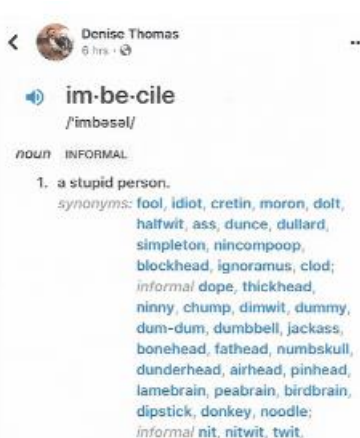 Denise Thomas
6 hrs ·
im·be·cile
/'imbəsəl/
noun INFORMAL
1. a stupid person.
synonyms: fool, idiot, cretin, moron, dolt,
halfwit, ass, dunce, dullard,
simpleton, nincompoop,
blockhead, ignoramus, clod;
informal dope, thickhead,
ninny, chump, dimwit, dummy,
dum-dum, dumbbell, jackass,
bonehead, fathead, numbskull,
dunderhead, airhead, pinhead,
lamebrain, peabrain, birdbrain,
dipstick, donkey, noodle;
informal nit, nitwit, twit,